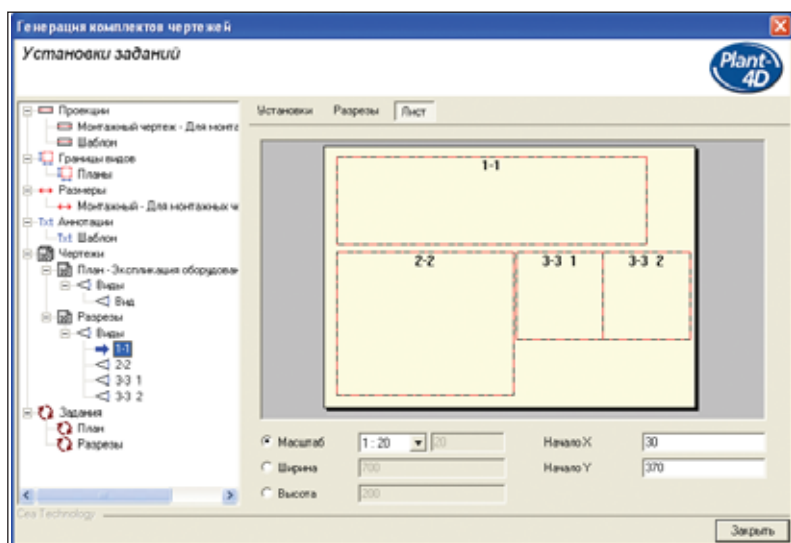 Генерация комплектов чертежей
Установки заданий
Plant-4D
Проекции
Монтажный чертеж - Для монта
Шаблон
Границы видов
Планы
Размеры
Монтажный - Для монтажных ч
Txt Аннотации
Txt Шаблон
Чертежи
План - Экспликация оборудован
Виды
Вид
Разрезы
Виды
1-1
2-2
3-3 1
3-3 2
Задания
План
Разрезы
Установки Разрезы Лист
1-1
2-2 3-3 1 3-3 2
Масштаб 1 : 20 20 Начало X 30
Ширина 700 Начало Y 370
Высота 200
Cea Technology
Закрыть